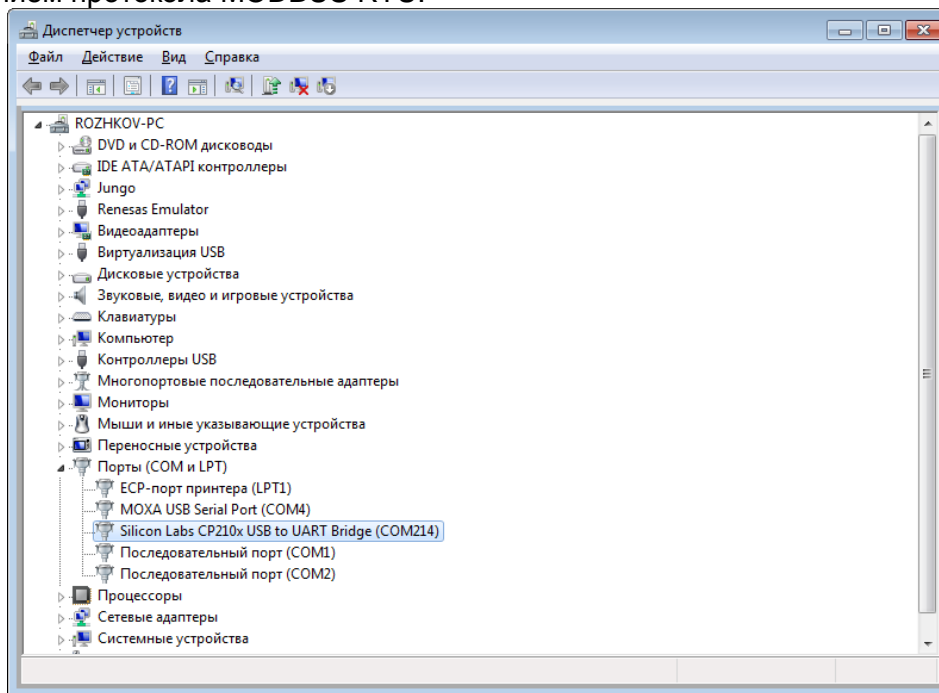 протокола MODBUS RTU.
Диспетчер устройств
Файл Действие Вид Справка
ROZHKOV-PC
DVD и CD-ROM дисководы
IDE ATA/ATAPI контроллеры
Jungo
Renesas Emulator
Видеоадаптеры
Виртуализация USB
Дисковые устройства
Звуковые, видео и игровые устройства
Клавиатуры
Компьютер
Контроллеры USB
Многопортовые последовательные адаптеры
Мониторы
Мыши и иные указывающие устройства
Переносные устройства
Порты (COM и LPT)
ECP-порт принтера (LPT1)
MOXA USB Serial Port (COM4)
Silicon Labs CP210x USB to UART Bridge (COM214)
Последовательный порт (COM1)
Последовательный порт (COM2)
Процессоры
Сетевые адаптеры
Системные устройства